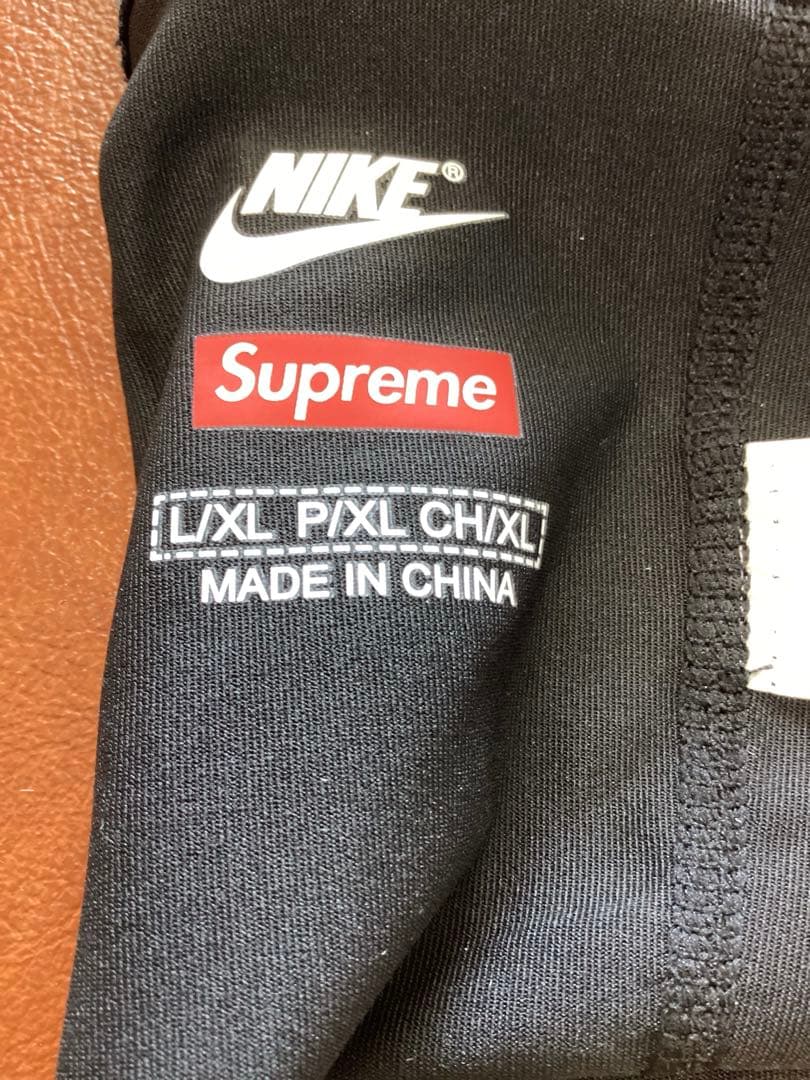 NIKE®
Supreme
L/XL P/XL CH/XL
MADE IN CHINA